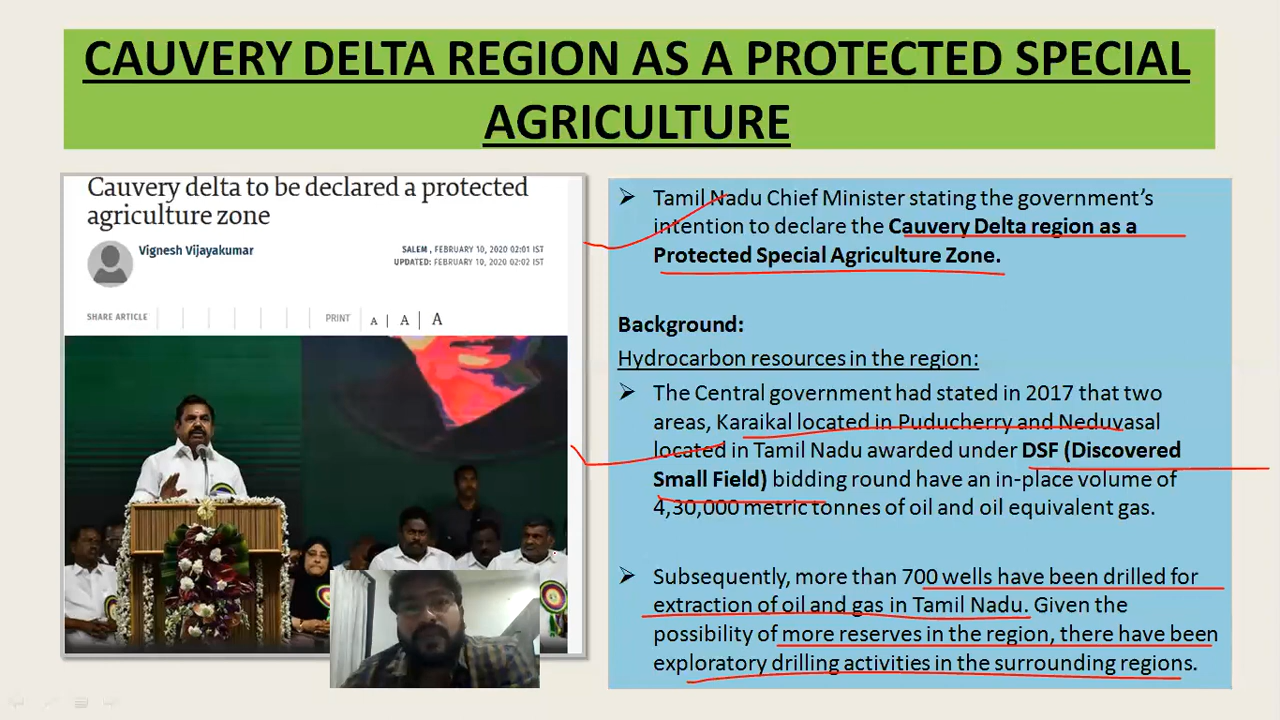 CAUVERY DELTA REGION AS A PROTECTED SPECIAL
AGRICULTURE
Cauvery delta to be declared a protected
agriculture zone
Vignesh Vijayakumar
SALEM , FEBRUARY 10, 2020 02:01 IST
UPDATED: FEBRUARY 10, 2020 02:02 IST
SHARE ARTICLE
PRINT A | A | A
Tamil Nadu Chief Minister stating the government’s
intention to declare the Cauvery Delta region as a
Protected Special Agriculture Zone.
Background:
Hydrocarbon resources in the region:
The Central government had stated in 2017 that two
areas, Karaikal located in Puducherry and Neduvasal
located in Tamil Nadu awarded under DSF (Discovered
Small Field) bidding round have an in-place volume of
4,30,000 metric tonnes of oil and oil equivalent gas.
Subsequently, more than 700 wells have been drilled for
extraction of oil and gas in Tamil Nadu. Given the
possibility of more reserves in the region, there have been
exploratory drilling activities in the surrounding regions.